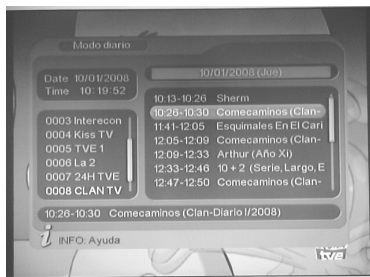 Modo diario
Date 10/01/2008
Time 10:19:52
10/01/2008 (Jue)
0003 Interecon
0004 Kiss TV
0005 TVE 1
0006 La 2
0007 24H TVE
0008 CLAN TV
10:13-10:26 Sherm
10:26-10:30 Comecaminos (Clan-
11:41-12:05 Esquimales En El Cari
12:05-12:09 Comecaminos (Clan-
12:09-12:33 Arthur (Año Xi)
12:33-12:46 10 + 2 (Serie, Largo, E
12:47-12:50 Comecaminos (Clan-
10:26-10:30 Comecaminos (Clan-Diario I/2008)
i INFO: Ayuda
tve